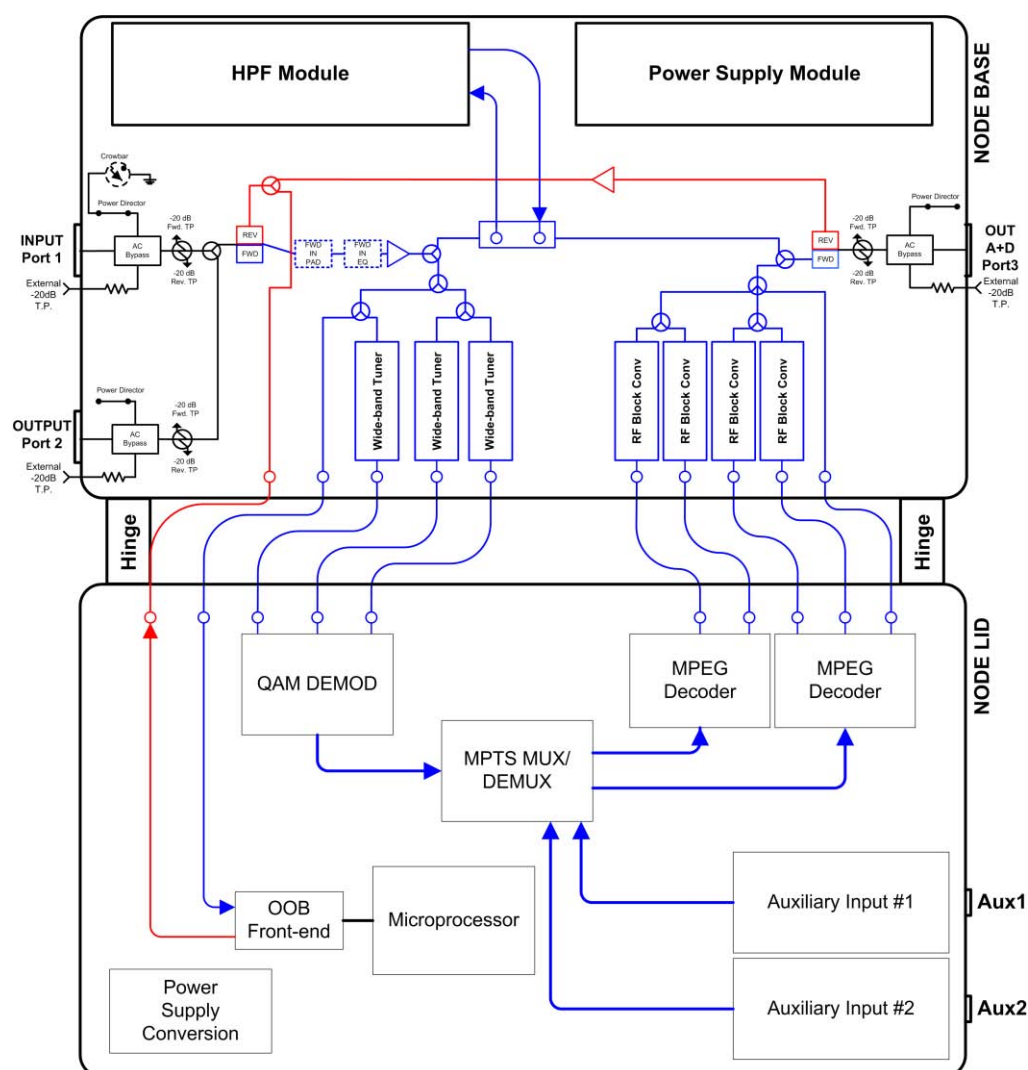 HPF Module
Power Supply Module
NODE BASE
Crowbar
Power Director
INPUT
Port 1
AC
Bypass
-20 dB
Fwd. TP
-20 dB
Rev. TP
External
-20dB
T.P.
REV
FWD
FWD
IN
PAD
FWD
IN
EQ
REV
FWD
-20 dB
Fwd. TP
-20 dB
Rev. TP
AC
Bypass
Power Director
OUT
A+D
Port3
External
-20dB
T.P.
Power Director
OUTPUT
Port 2
AC
Bypass
-20 dB
Fwd. TP
-20 dB
Rev. TP
External
-20dB
T.P.
Wide-band Tuner
Wide-band Tuner
Wide-band Tuner
RF Block Conv
RF Block Conv
RF Block Conv
RF Block Conv
Hinge
Hinge
NODE LID
QAM DEMOD
MPEG
Decoder
MPEG
Decoder
MPTS MUX/
DEMUX
OOB
Front-end
Microprocessor
Auxiliary Input #1
Aux1
Auxiliary Input #2
Aux2
Power
Supply
Conversion